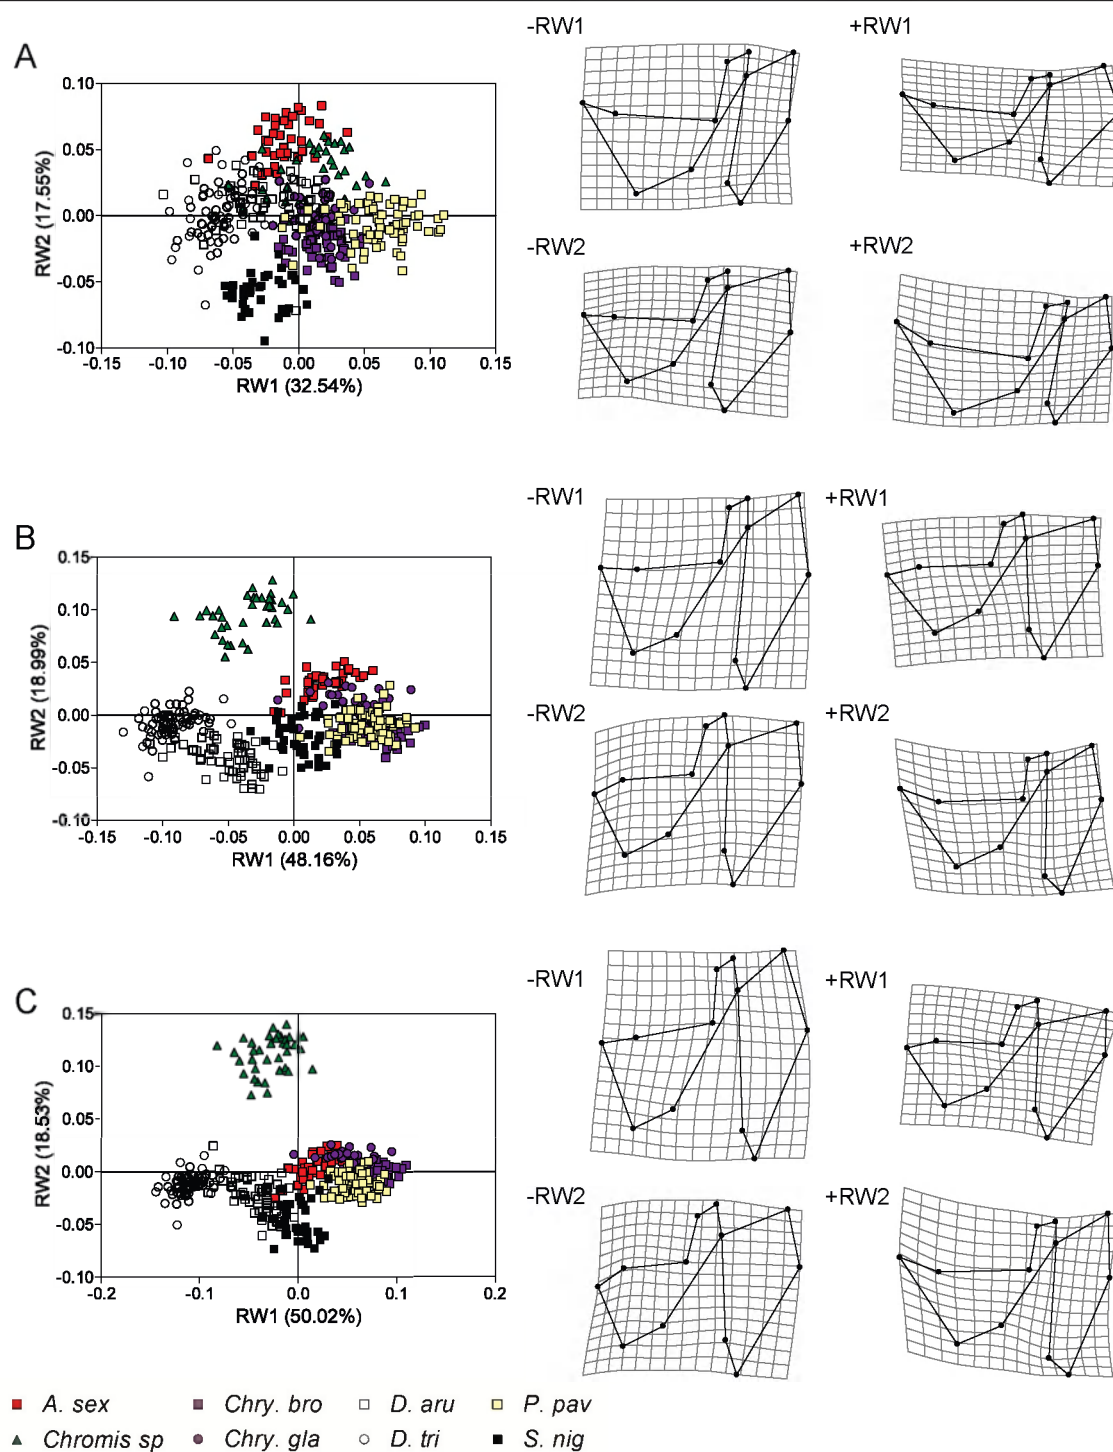 A
-RW1
+RW1
0.10
0.05
0.00
-0.05
-0.10
RW2 (17.55%)
-0.15
-0.10
-0.05
0.00
0.05
0.10
0.15
RW1 (32.54%)
-RW2
+RW2
B
-RW1
+RW1
0.15
0.10
0.05
0.00
-0.05
-0.10
RW2 (18.99%)
-0.15
-0.10
-0.05
0.00
0.05
0.10
0.15
RW1 (48.16%)
-RW2
+RW2
C
-RW1
+RW1
0.15
0.10
0.05
0.00
-0.05
-0.10
RW2 (18.53%)
-0.2
-0.1
0.0
0.1
0.2
RW1 (50.02%)
-RW2
+RW2
A. sex Chry. bro D. aru P. pav
Chromis sp Chry. gla D. tri S. nig